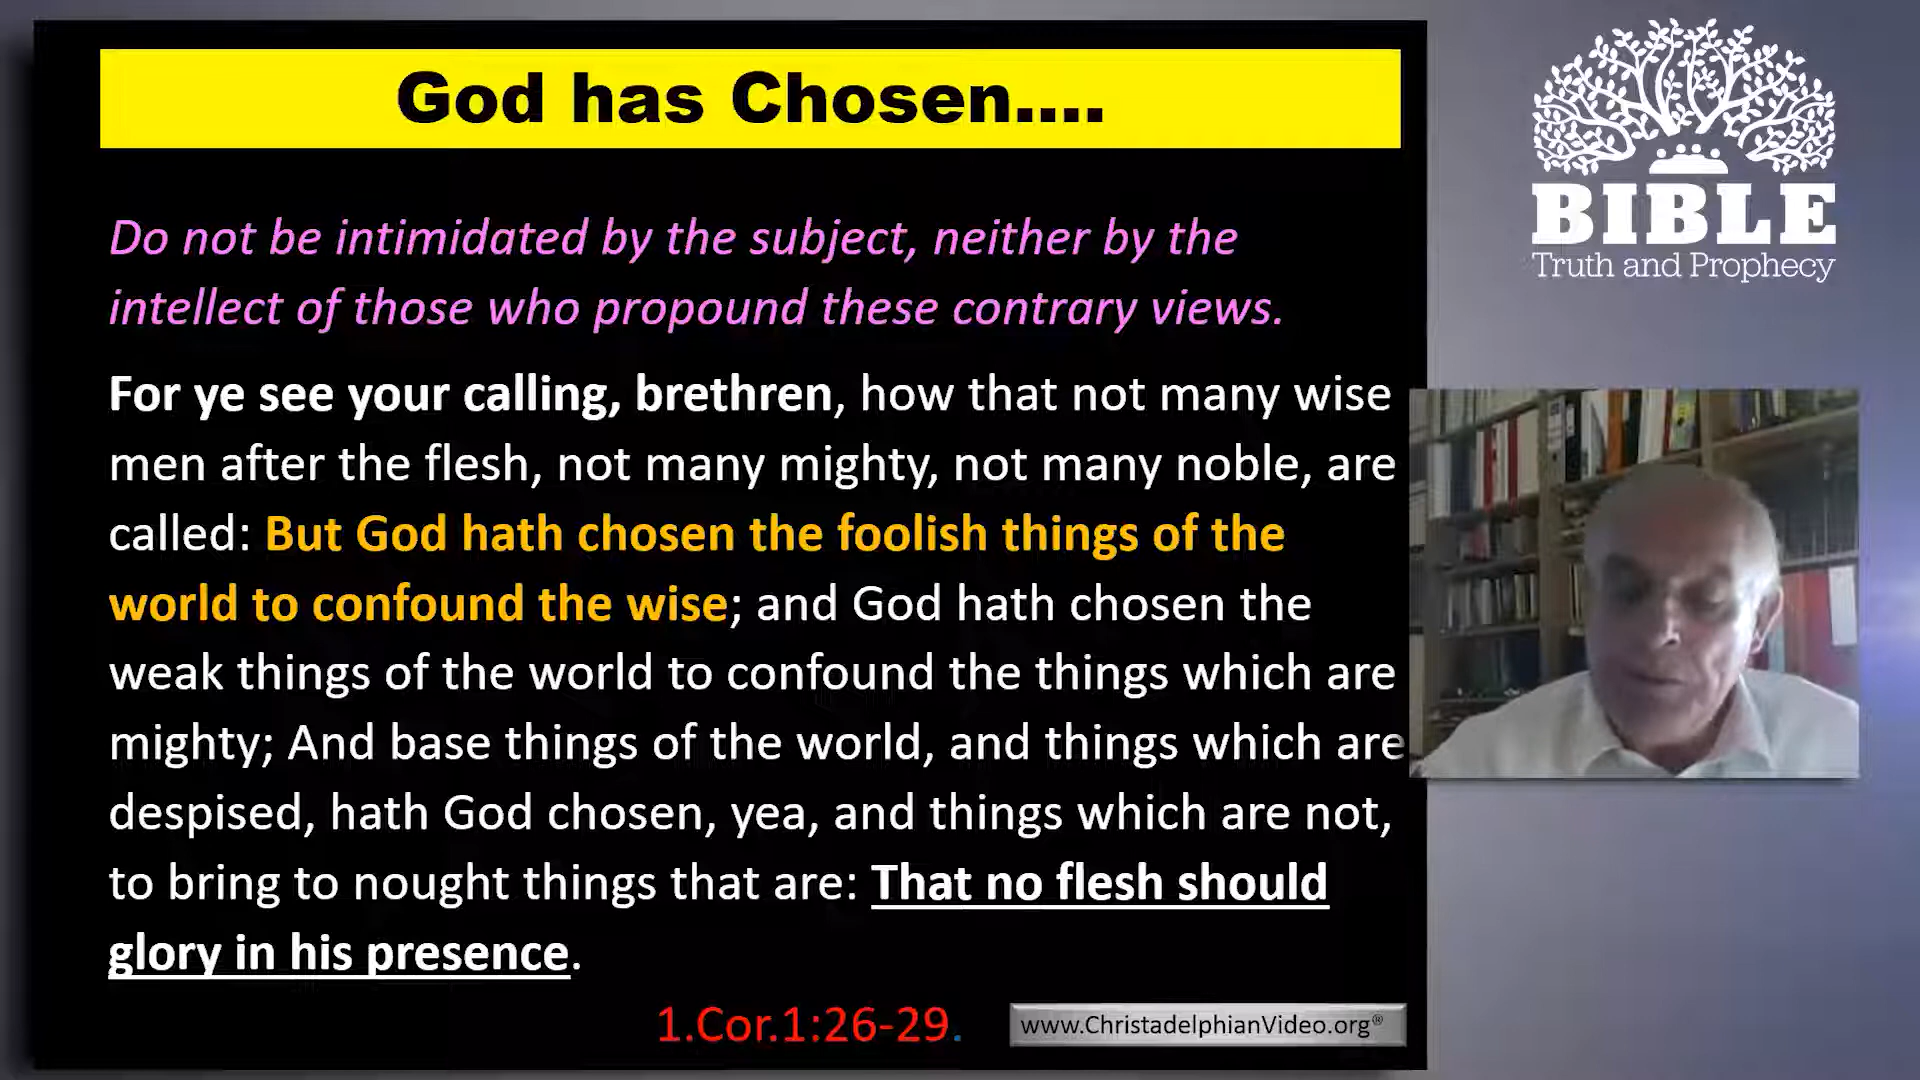 God has Chosen....
Do not be intimidated by the subject, neither by the
intellect of those who propound these contrary views.
For ye see your calling, brethren, how that not many wise
men after the flesh, not many mighty, not many noble, are
called: But God hath chosen the foolish things of the
world to confound the wise; and God hath chosen the
weak things of the world to confound the things which are
mighty; And base things of the world, and things which are
despised, hath God chosen, yea, and things which are not,
to bring to nought things that are: That no flesh should
glory in his presence.
1.Cor.1:26-29.
www.ChristadelphianVideo.org®
BIBLE
Truth and Prophecy